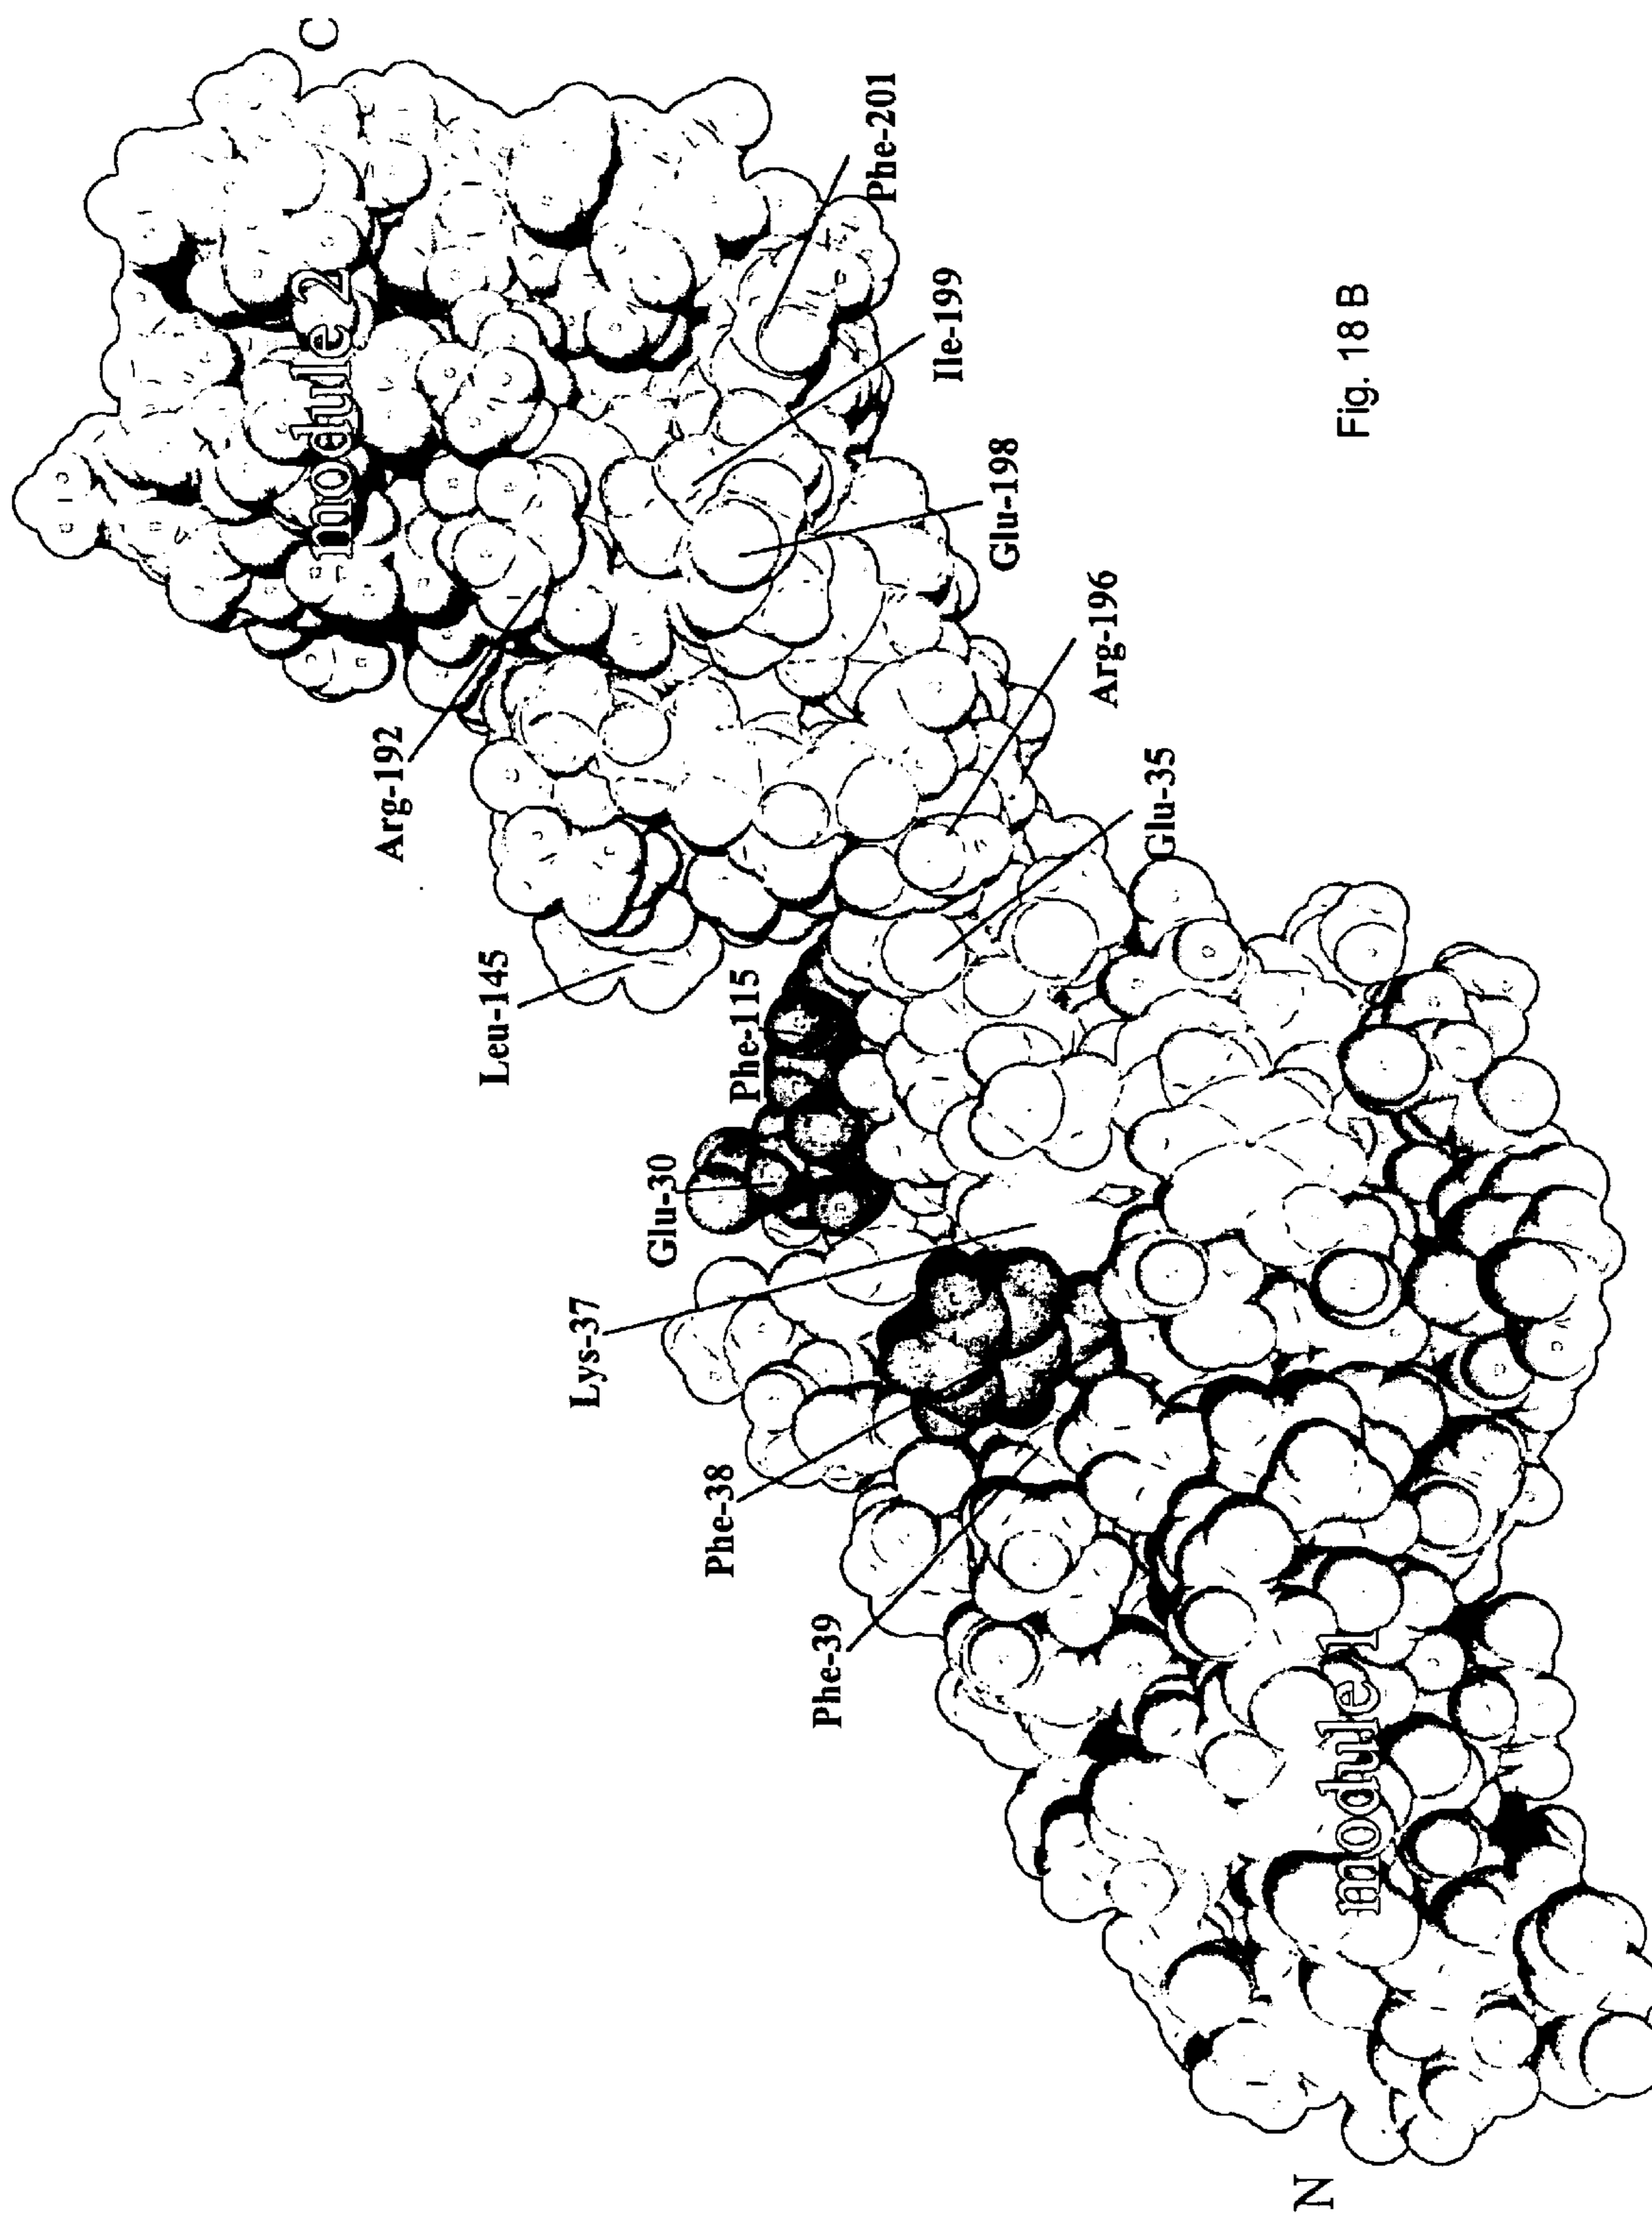 C
module 2
Phe-201
Ile-199
Glu-198
Arg-192
Arg-196
Glu-35
Leu-145
Phe-115
Glu-30
Lys-37
Phe-38
Phe-39
module 1
N
Fig. 18 B